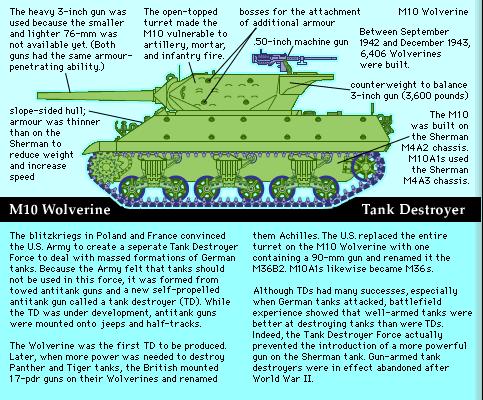 The heavy 3-inch gun was
used because the smaller
and lighter 76-mm was
not available yet. (Both
guns had the same armour-
penetrating ability.)
The open-topped
turret made the
M10 vulnerable to
artillery, mortar,
and infantry fire.
bosses for the attachment
of additional armour
.50-inch machine gun
M10 Wolverine
Between September
1942 and December 1943,
6,406 Wolverines
were built.
counterweight to balance
3-inch gun (3,600 pounds)
slope-sided hull;
armour was thinner
than on the
Sherman to
reduce weight
and increase
speed
The M10
was built on
the Sherman
M4A2 chassis.
M10A1s used
the Sherman
M4A3 chassis.
M10 Wolverine
Tank Destroyer
The blitzkriegs in Poland and France convinced
the U.S. Army to create a seperate Tank Destroyer
Force to deal with massed formations of German
tanks. Because the Army felt that tanks should
not be used in this force, it was formed from
towed antitank guns and a new self-propelled
antitank gun called a tank destroyer (TD). While
the TD was under development, antitank guns
were mounted onto jeeps and half-tracks.
The Wolverine was the first TD to be produced.
Later, when more power was needed to destroy
Panther and Tiger tanks, the British mounted
17-pdr guns on their Wolverines and renamed
them Achilles. The U.S. replaced the entire
turret on the M10 Wolverine with one
containing a 90-mm gun and renamed it the
M36B2. M10A1s likewise became M36s.
Although TDs had many successes, especially
when German tanks attacked, battlefield
experience showed that well-armed tanks were
better at destroying tanks than were TDs.
Indeed, the Tank Destroyer Force actually
prevented the introduction of a more powerful
gun on the Sherman tank. Gun-armed tank
destroyers were in effect abandoned after
World War II.